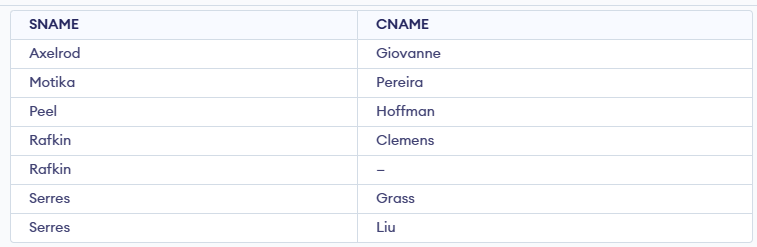 SNAME CNAME
Axelrod Giovanne
Motika Pereira
Peel Hoffman
Rafkin Clemens
Rafkin –
Serres Grass
Serres Liu